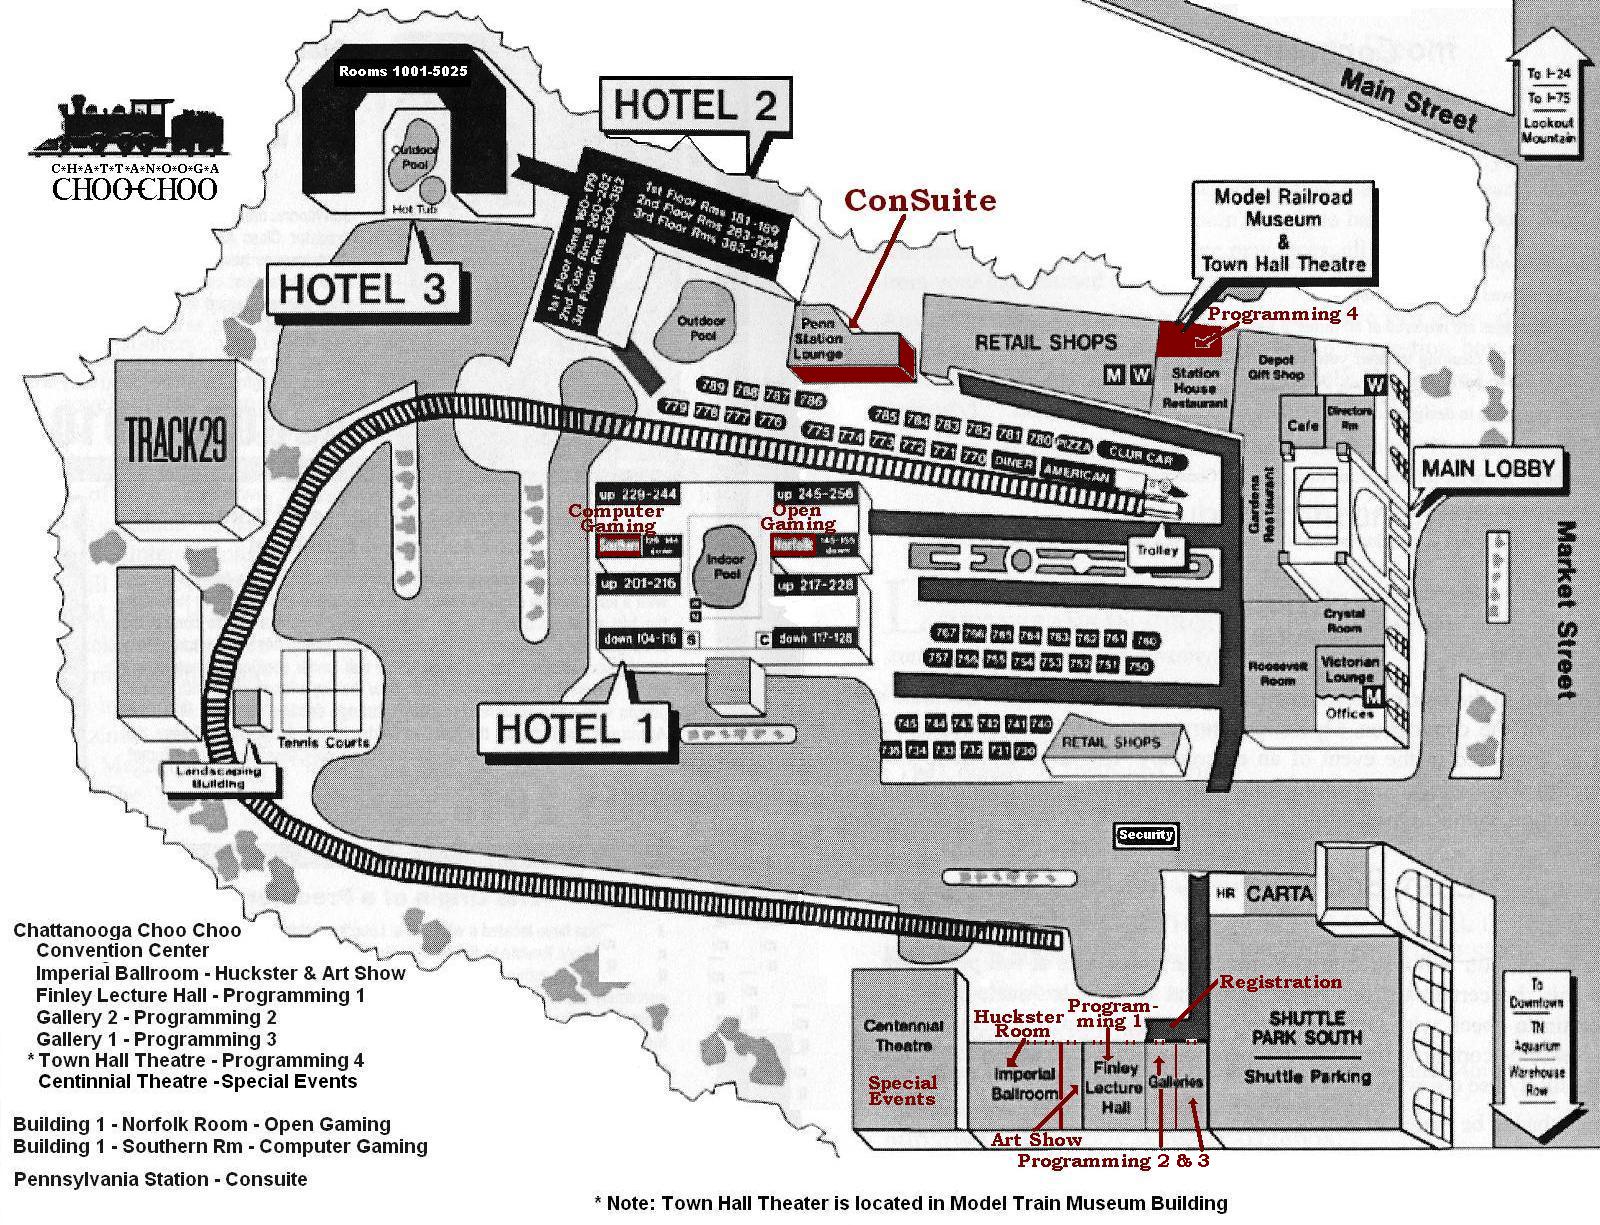 Rooms 1001-5025
Outdoor
Pool
Hot Tub
HOTEL 3
HOTEL 2
1st Floor Rms 160-179
2nd Floor Rms 260-282
3rd Floor Rms 360-382
1st Floor Rms 181-189
2nd Floor Rms 283-294
3rd Floor Rms 383-394
C*H*A*T*T*A*N*O*O*G*A
CHOO-CHOO
Main Street
To I-24
To I-75
Lookout
Mountain
ConSuite
Model Railroad
Museum
&
Town Hall Theatre
Programming 4
Outdoor
Pool
Penn
Station
Lounge
RETAIL SHOPS
M W
Station
House
Restaurant
Depot
Gift Shop
W
Cafe
Directors
Rm
Gardens
Restaurant
MAIN LOBBY
TRACK29
789 788 787 786
779 778 777 776
785 784 783 782 781 780 PIZZA CLUB CAR
775 774 773 772 771 770 DINER AMERICAN
Trolley
up 229-244
up 245-256
Computer
Gaming
Open
Gaming
Southern
down
Norfolk
down
Indoor
Pool
up 201-216
up 217-228
down 104-116 S
C down 117-128
HOTEL 1
767 766 765 764 763 762 761 760
757 756 755 754 753 752 751 750
745 744 743 742 741 740
735 734 733 732 731 730
RETAIL SHOPS
Crystal
Room
Roosevelt
Room
Victorian
Lounge
M
Offices
Market Street
Tennis Courts
Landscaping
Building
Security
HR CARTA
Registration
SHUTTLE
PARK SOUTH
Shuttle Parking
To
Downtown
TN
Aquarium
Warehouse
Row
Centennial
Theatre
Special
Events
Huckster
Room
Imperial
Ballroom
Program-
ming 1
Finley
Lecture
Hall
Galleries
Art Show
Programming 2 & 3
Chattanooga Choo Choo
Convention Center
Imperial Ballroom - Huckster & Art Show
Finley Lecture Hall - Programming 1
Gallery 2 - Programming 2
Gallery 1 - Programming 3
* Town Hall Theatre - Programming 4
Centinnial Theatre -Special Events
Building 1 - Norfolk Room - Open Gaming
Building 1 - Southern Rm - Computer Gaming
Pennsylvania Station - Consuite
* Note: Town Hall Theater is located in Model Train Museum Building